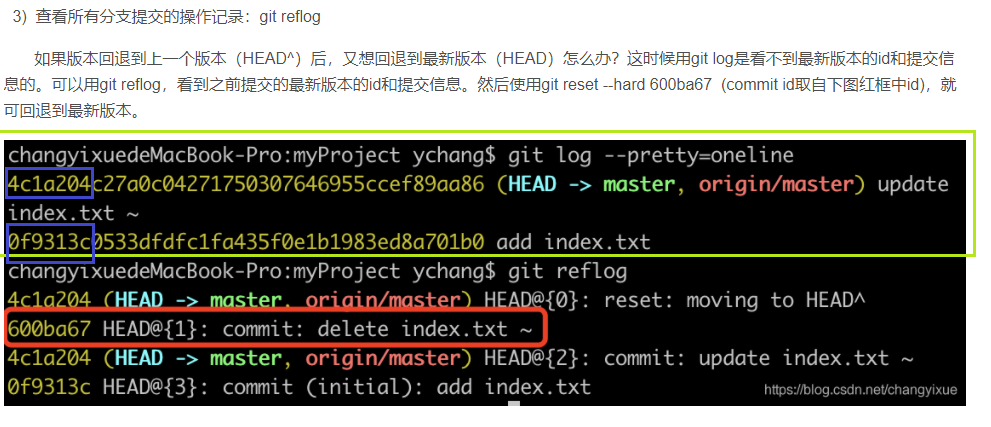 3) 查看所有分支提交的操作记录：git reflog
如果版本回退到上一个版本（HEAD^）后，又想回退到最新版本（HEAD）怎么办？这时候用git log是看不到最新版本的id和提交信
息的。可以用git reflog，看到之前提交的最新版本的id和提交信息。然后使用git reset --hard 600ba67  (commit id取自下图红框中id)，就
可回退到最新版本。
changyixuedeMacBook-Pro:myProject ychang$ git log --pretty=oneline
4c1a204c27a0c04271750307646955ccef89aa86 (HEAD -> master, origin/master) update
index.txt ~
0f9313c0533dfdfc1fa435f0e1b1983ed8a701b0 add index.txt
changyixuedeMacBook-Pro:myProject ychang$ git reflog
4c1a204 (HEAD -> master, origin/master) HEAD@{0}: reset: moving to HEAD^
600ba67 HEAD@{1}: commit: delete index.txt ~
4c1a204 (HEAD -> master, origin/master) HEAD@{2}: commit: update index.txt ~
0f9313c HEAD@{3}: commit (initial): add index.txt
https://blog.csdn.net/changyixue